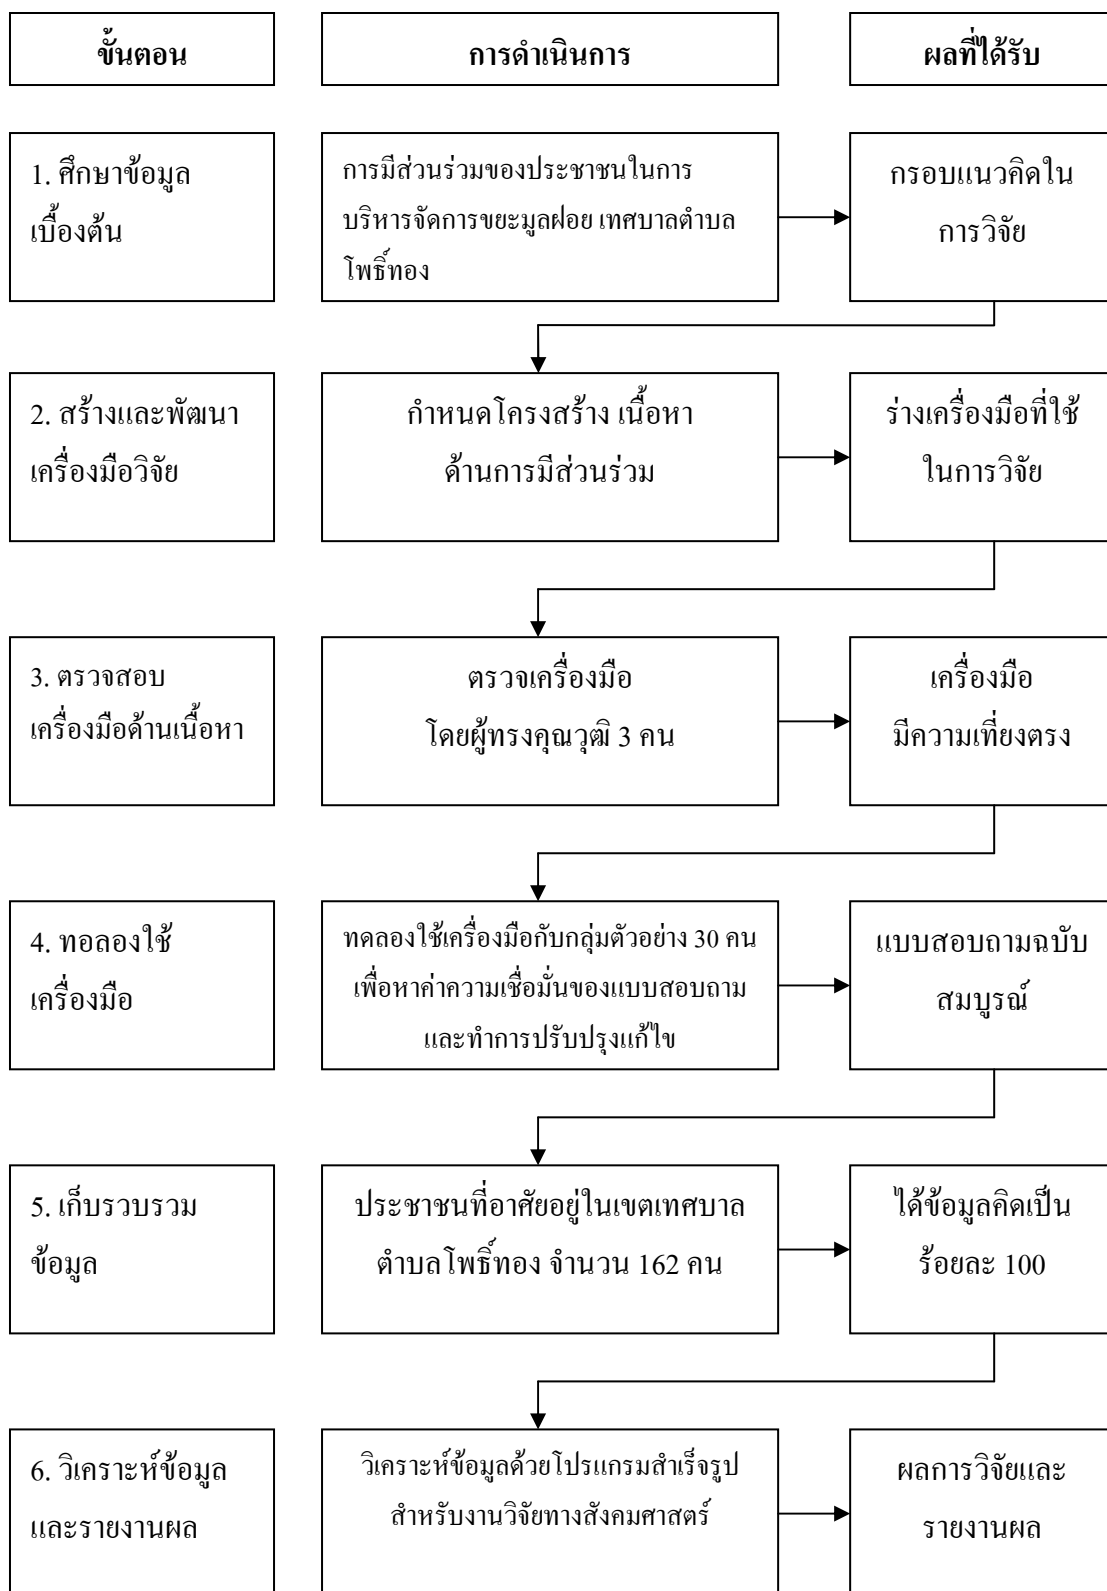 ขั้นตอน
การดำเนินการ
ผลที่ได้รับ
1. ศึกษาข้อมูล
เบื้องต้น
การมีส่วนร่วมของประชาชนในการ
บริหารจัดการขยะมูลฝอย เทศบาลตำบล
โพธิ์ทอง
กรอบแนวคิดใน
การวิจัย
2. สร้างและพัฒนา
เครื่องมือวิจัย
กำหนดโครงสร้าง เนื้อหา
ด้านการมีส่วนร่วม
ร่างเครื่องมือที่ใช้
ในการวิจัย
3. ตรวจสอบ
เครื่องมือด้านเนื้อหา
ตรวจเครื่องมือ
โดยผู้ทรงคุณวุฒิ 3 คน
เครื่องมือ
มีความเที่ยงตรง
4. ทอลองใช้
เครื่องมือ
ทดลองใช้เครื่องมือกับกลุ่มตัวอย่าง 30 คน
เพื่อหาค่าความเชื่อมั่นของแบบสอบถาม
และทำการปรับปรุงแก้ไข
แบบสอบถามฉบับ
สมบูรณ์
5. เก็บรวบรวม
ข้อมูล
ประชาชนที่อาศัยอยู่ในเขตเทศบาล
ตำบลโพธิ์ทอง จำนวน 162 คน
ได้ข้อมูลคิดเป็น
ร้อยละ 100
6. วิเคราะห์ข้อมูล
และรายงานผล
วิเคราะห์ข้อมูลด้วยโปรแกรมสำเร็จรูป
สำหรับงานวิจัยทางสังคมศาสตร์
ผลการวิจัยและ
รายงานผล